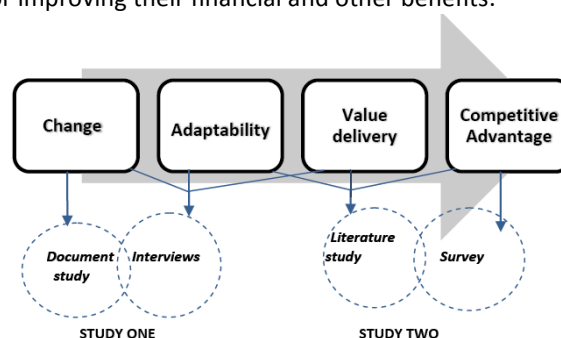 or improving their financial and other benefits.
Change
Adaptability
Value
delivery
Competitive
Advantage
Document
study
Interviews
Literature
study
Survey
STUDY ONE
STUDY TWO